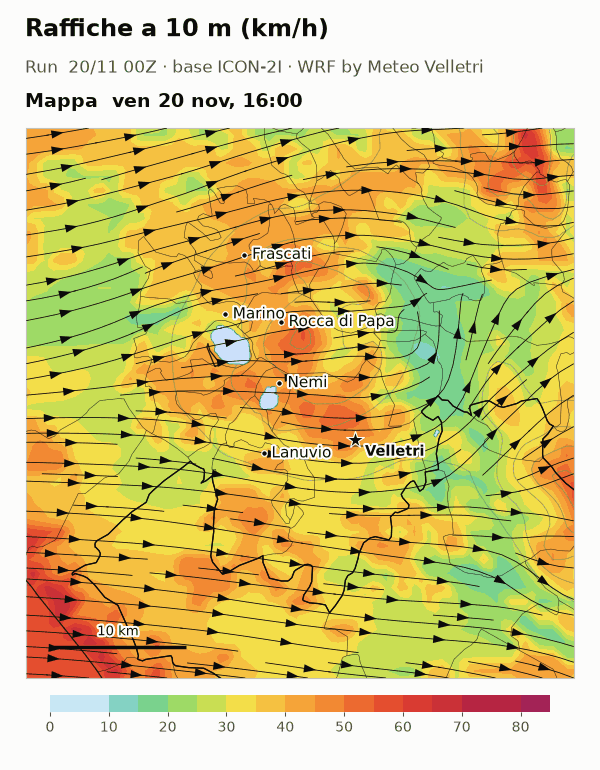 Raffiche a 10 m (km/h)
Run 20/11 00Z · base ICON-2I · WRF by Meteo Velletri
Mappa ven 20 nov, 16:00
Frascati
Marino
Rocca di Papa
Nemi
Velletri
Lanuvio
10 km
0 10 20 30 40 50 60 70 80